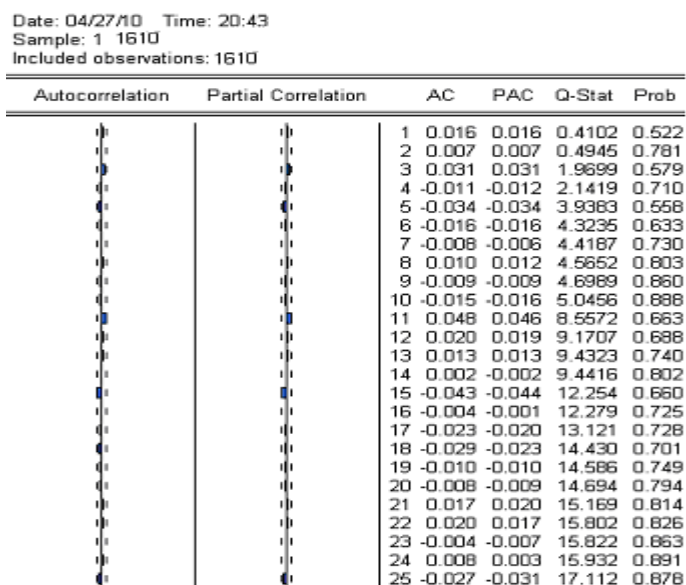 Date: 04/27/10 Time: 20:43
Sample: 1 1610
Included observations: 1610
Autocorrelation Partial Correlation AC PAC Q-Stat Prob
1 0.016 0.016 0.4102 0.522
2 0.007 0.007 0.4945 0.781
3 0.031 0.031 1.9699 0.579
4 -0.011 -0.012 2.1419 0.710
5 -0.034 -0.034 3.9383 0.558
6 -0.016 -0.016 4.3235 0.633
7 -0.008 -0.006 4.4187 0.730
8 0.010 0.012 4.5652 0.803
9 -0.009 -0.009 4.6989 0.860
10 -0.015 -0.016 5.0456 0.888
11 0.048 0.046 8.5572 0.663
12 0.020 0.019 9.1707 0.688
13 0.013 0.013 9.4323 0.740
14 0.002 -0.002 9.4416 0.802
15 -0.043 -0.044 12.254 0.660
16 -0.004 -0.001 12.279 0.725
17 -0.023 -0.020 13.121 0.728
18 -0.029 -0.023 14.430 0.701
19 -0.010 -0.010 14.586 0.749
20 -0.008 -0.009 14.694 0.794
21 0.017 0.020 15.169 0.814
22 0.020 0.017 15.802 0.826
23 -0.004 -0.007 15.822 0.863
24 0.008 0.003 15.932 0.891
25 -0.027 -0.031 17.112 0.878